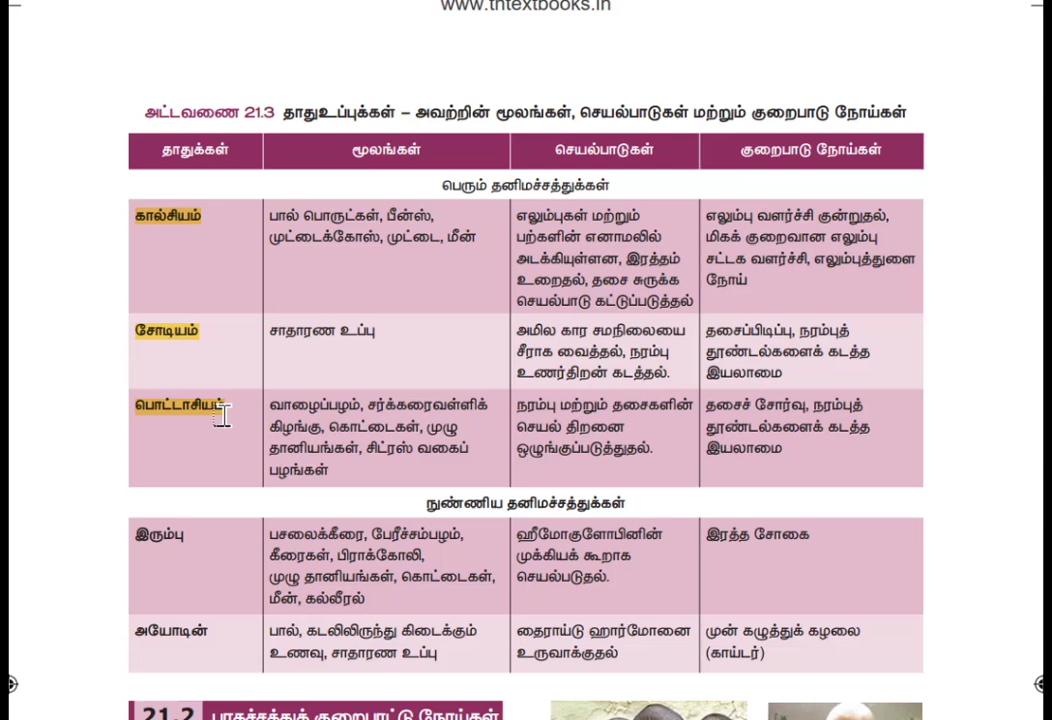 www.tntextbooks.in
அட்டவணை 21.3 தாதுஉப்புக்கள் – அவற்றின் மூலங்கள், செயல்பாடுகள் மற்றும் குறைபாடு நோய்கள்
தாதுக்கள் மூலங்கள் செயல்பாடுகள் குறைபாடு நோய்கள்
பெரும் தனிமச்சத்துக்கள்
கால்சியம்
பால் பொருட்கள், பீன்ஸ்,
முட்டைக்கோஸ், முட்டை, மீன்
எலும்புகள் மற்றும்
பற்களின் எனாமலில்
அடக்கியுள்ளன, இரத்தம்
உறைதல், தசை சுருக்க
செயல்பாடு கட்டுப்படுத்தல்
எலும்பு வளர்ச்சி குன்றுதல்,
மிகக் குறைவான எலும்பு
சட்டக வளர்ச்சி, எலும்புத்துளை
நோய்
சோடியம்
சாதாரண உப்பு
அமில கார சமநிலையை
சீராக வைத்தல், நரம்பு
உணர்திறன் கடத்தல்.
தசைப்பிடிப்பு, நரம்புத்
தூண்டல்களைக் கடத்த
இயலாமை
பொட்டாசியம்
வாழைப்பழம், சர்க்கரைவள்ளிக்
கிழங்கு, கொட்டைகள், முழு
தானியங்கள், சிட்ரஸ் வகைப்
பழங்கள்
நரம்பு மற்றும் தசைகளின்
செயல் திறனை
ஒழுங்குப்படுத்துதல்.
தசைச் சோர்வு, நரம்புத்
தூண்டல்களைக் கடத்த
இயலாமை
நுண்ணிய தனிமச்சத்துக்கள்
இரும்பு
பசலைக்கீரை, பேரீச்சம்பழம்,
கீரைகள், பிராக்கோலி,
முழு தானியங்கள், கொட்டைகள்,
மீன், கல்லீரல்
ஹீமோகுளோபினின்
முக்கியக் கூறாக
செயல்படுதல்.
இரத்த சோகை
அயோடின்
பால், கடலிலிருந்து கிடைக்கும்
உணவு, சாதாரண உப்பு
தைராய்டு ஹார்மோனை
உருவாக்குதல்
முன் கழுத்துக் கழலை
(காய்டர்)
21.2 புரதச்சத்துக் குறைபாட்டு நோய்கள்